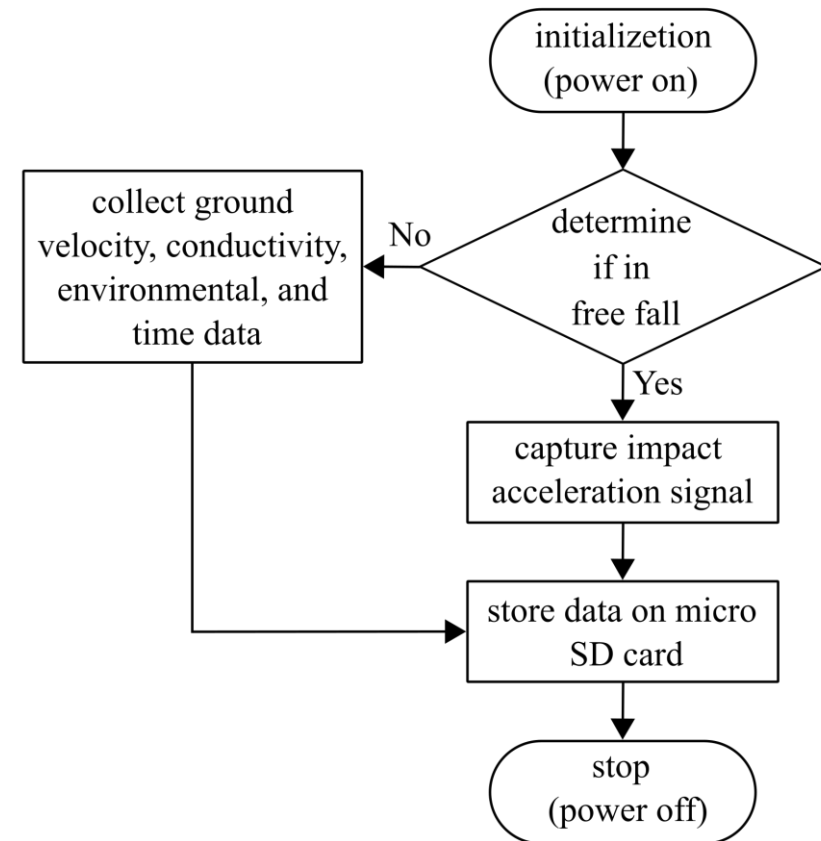 initializetion
(power on)
determine
if in
free fall
No
collect ground
velocity, conductivity,
environmental, and
time data
Yes
capture impact
acceleration signal
store data on micro
SD card
stop
(power off)